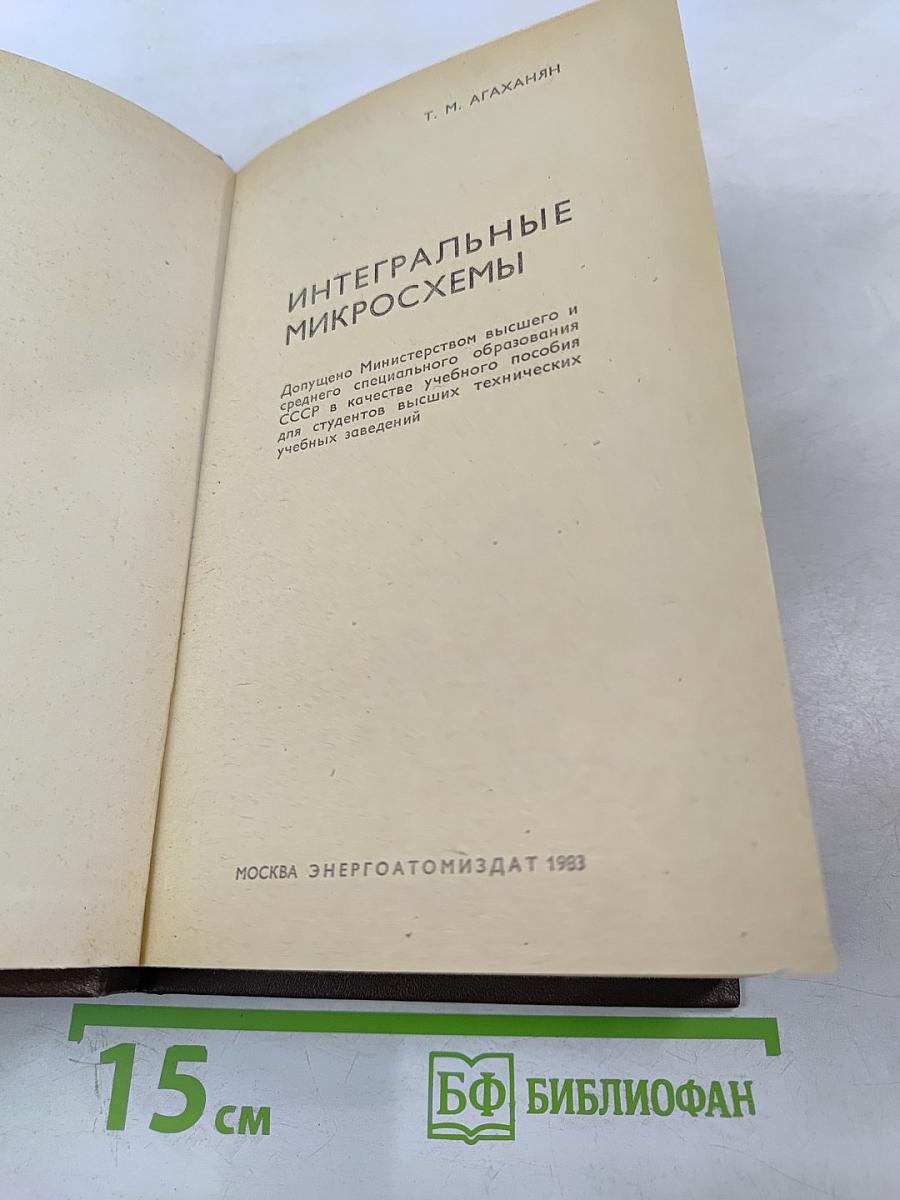 Т. М. АГАХАНЯН
ИНТЕГРАЛЬНЫЕ
МИКРОСХЕМЫ
Допущено Министерством высшего и
среднего специального образования
СССР в качестве учебного пособия
для студентов высших технических
учебных заведений
МОСКВА ЭНЕРГОАТОМИЗДАТ 1983
15 см
БФ БИБЛИОФАН